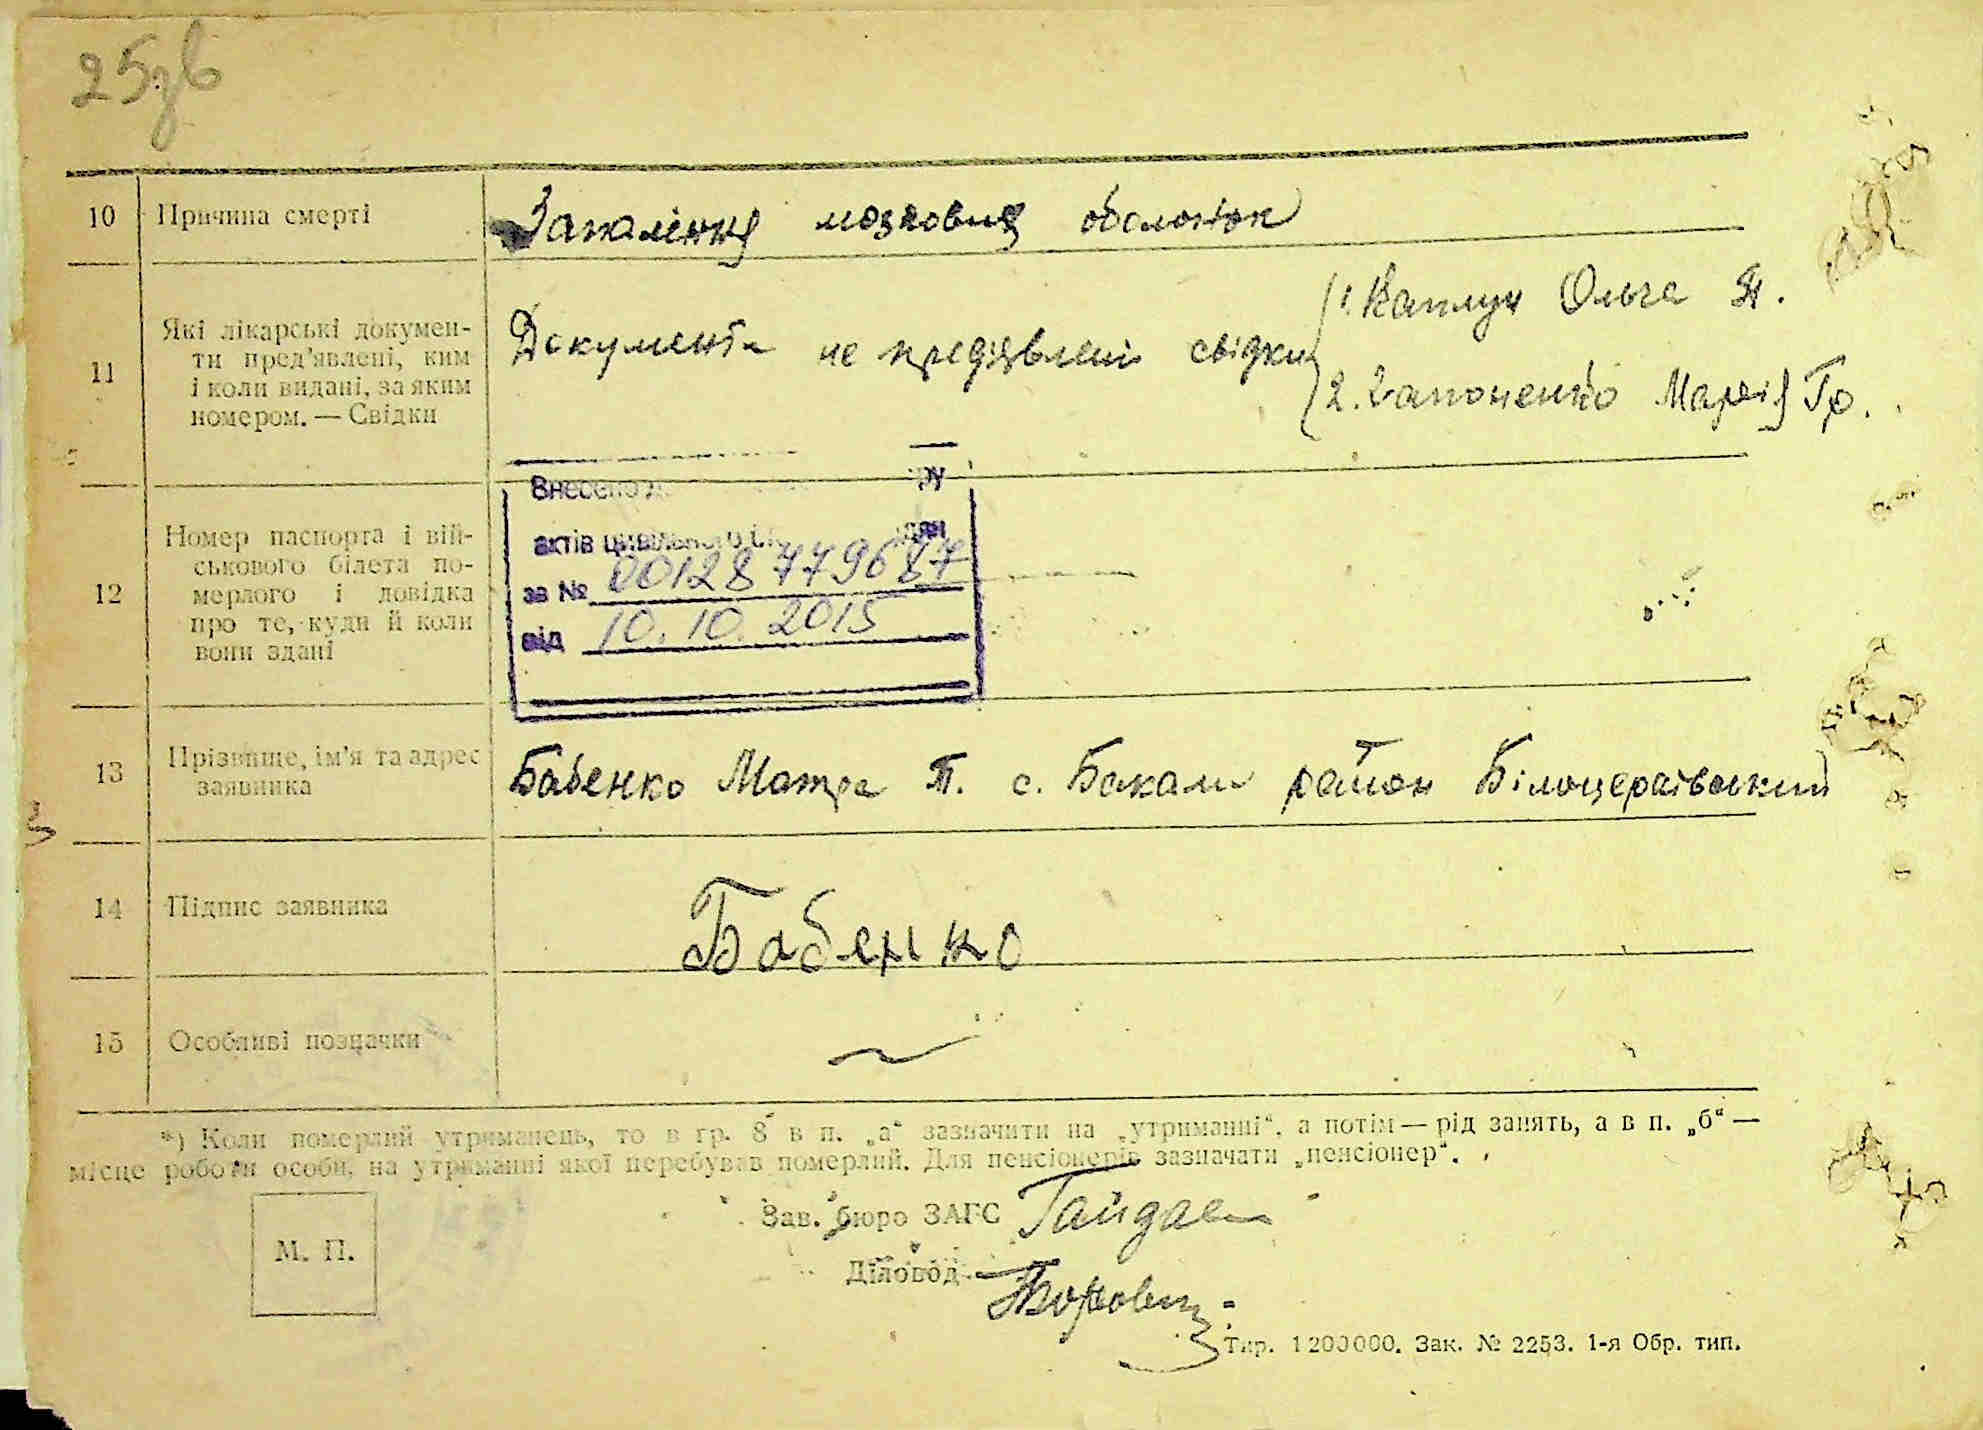 25зв
10 Причина смерті Запаления мозкових оболонок
11 Які лікарські докумен-
ти пред'явлені, ким
і коли видані, за яким
номером. — Свідки
Документа не предявлені свідки
1. Каплун Ольга П.
2. Гапоненко Марія Гр.
12 Номер паспорта і вій-
ськового білета по-
мерлого і довідка
про те, куди й коли
вони здані
Внесено до ру
актів цивільного
за № 00128779687
від 10.10.2015
13 Прізвище, ім'я та адрес
заявника
Бабенко Мотря П. с. Бакали район Білоцерківський
14 Підпис заявника Бабенко
15 Особливі позначки
*) Коли померлий утриманець, то в гр. 8 в п. „а“ зазначити на „утриманні“, а потім — рід занять, а в п. „б“ —
місце роботи особи, на утриманні якої перебував померлий. Для пенсіонерів зазначати „пенсіонер“.
М. П.
Зав. бюро ЗАГС Гайдай
Діловод
Тир. 1200000. Зак. № 2253. 1-я Обр. тип.